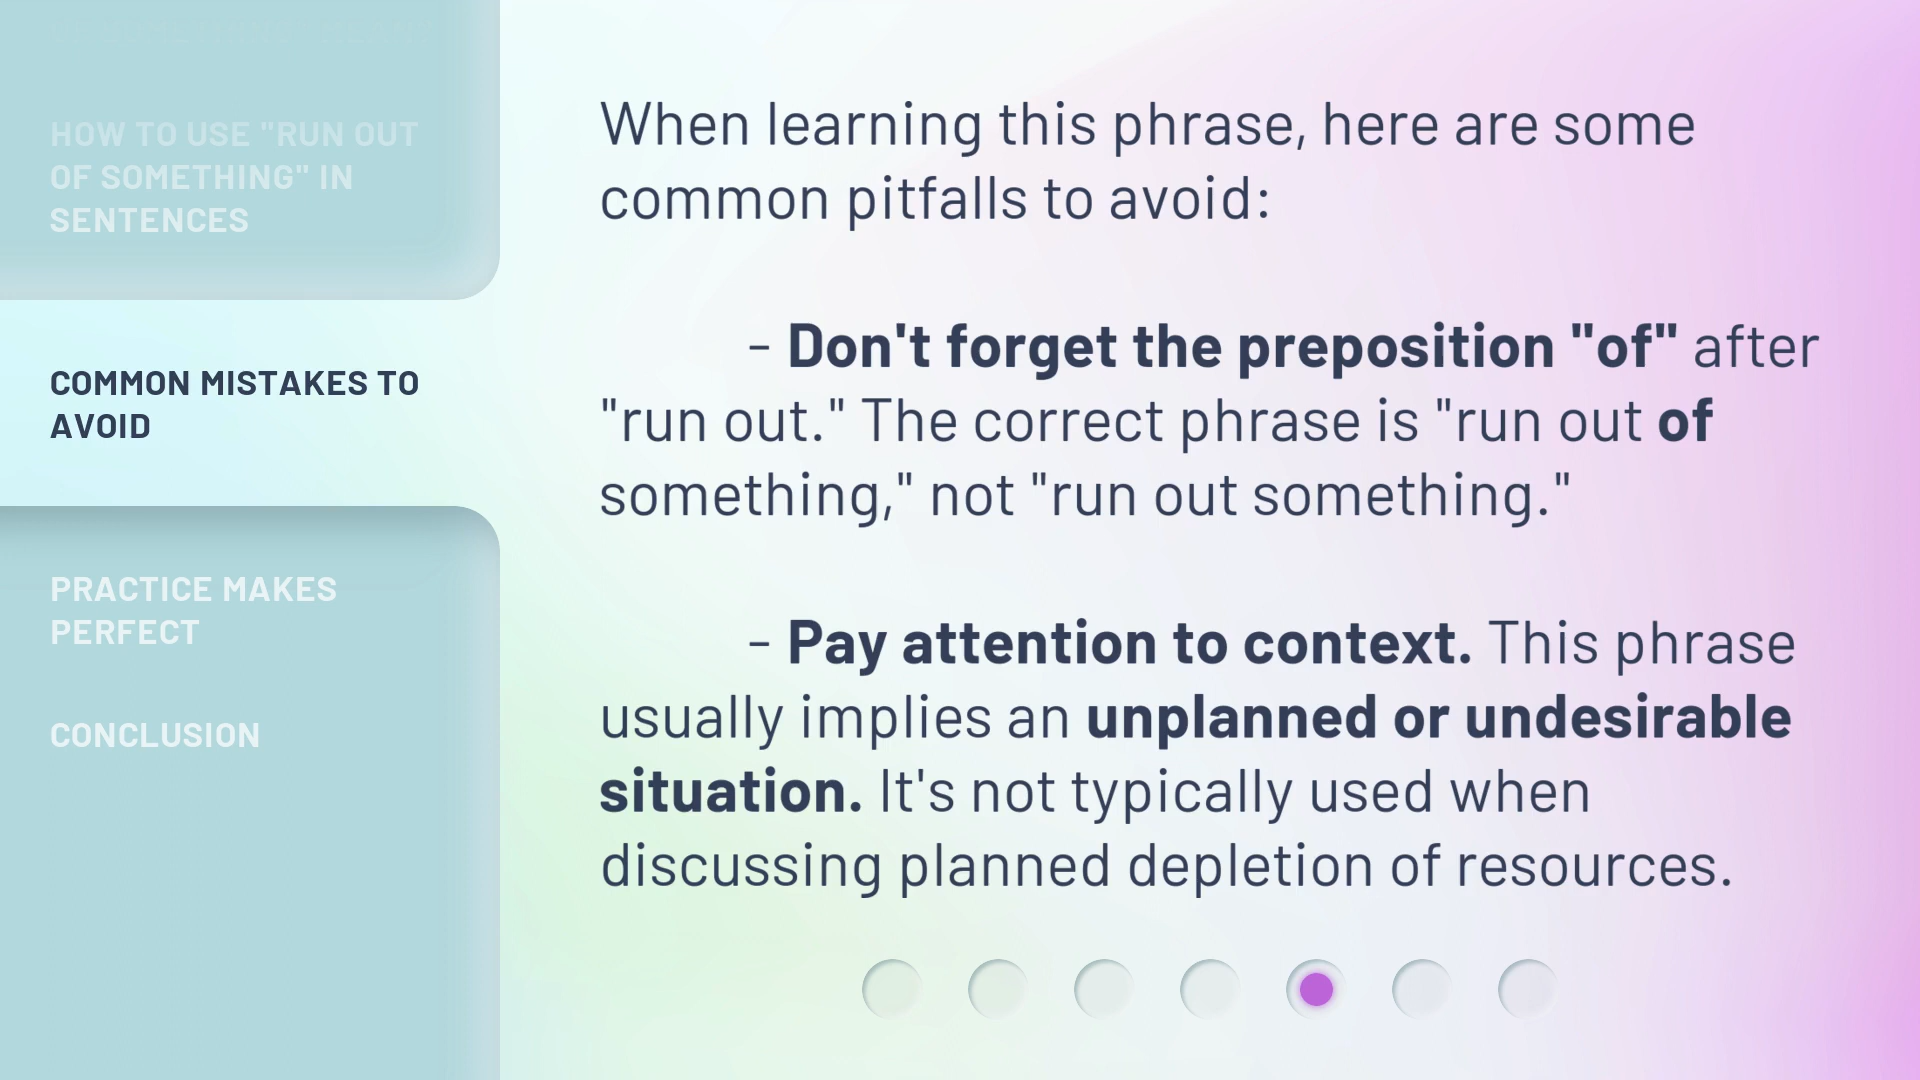 HOW TO USE "RUN OUT
OF SOMETHING" IN
SENTENCES
COMMON MISTAKES TO
AVOID
PRACTICE MAKES
PERFECT
CONCLUSION
When learning this phrase, here are some
common pitfalls to avoid:
- Don't forget the preposition "of" after
"run out." The correct phrase is "run out of
something," not "run out something."
- Pay attention to context. This phrase
usually implies an unplanned or undesirable
situation. It's not typically used when
discussing planned depletion of resources.